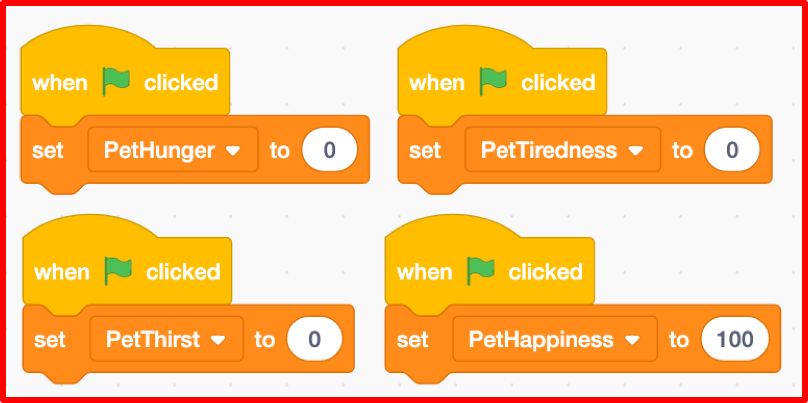 when clicked
set PetHunger to 0
when clicked
set PetTiredness to 0
when clicked
set PetThirst to 0
when clicked
set PetHappiness to 100